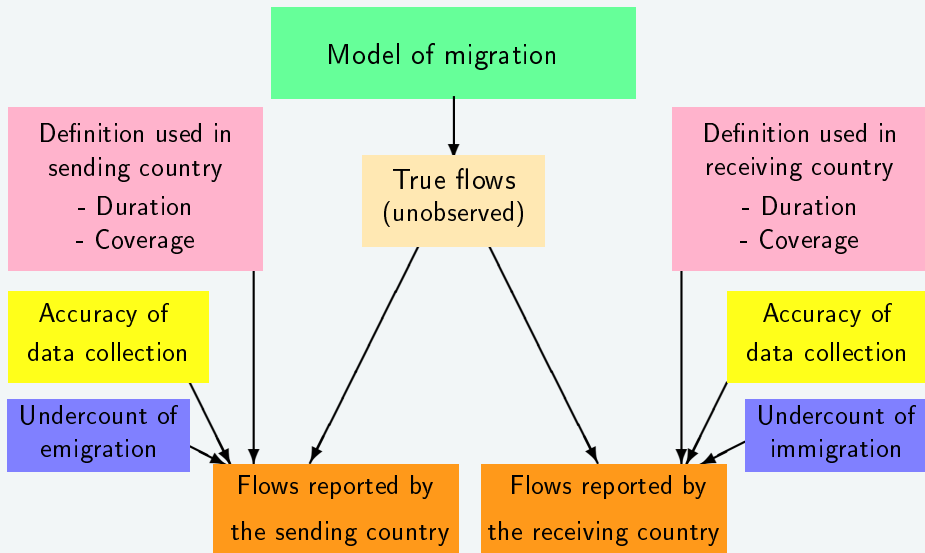 Model of migration
Definition used in
sending country
- Duration
- Coverage
True flows
(unobserved)
Definition used in
receiving country
- Duration
- Coverage
Accuracy of
data collection
Accuracy of
data collection
Undercount of
emigration
Undercount of
immigration
Flows reported by
the sending country
Flows reported by
the receiving country